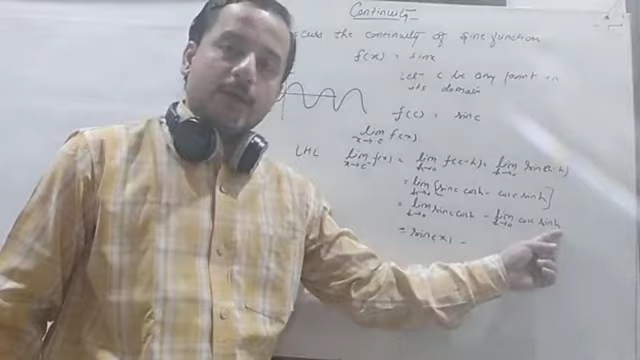 Continuity
cuss the continuity of sine function
f(x) = sinx
Let c be any point in
its domain
f(c) = sinc
lim x→c f(x)
LHL lim x→c⁻ f(x) = lim h→0 f(c-h) = lim h→0 sin(c-h)
= lim h→0 [sinc cosh - cosc sinh]
= lim h→0 sinc cosh - lim h→0 cosc sinh
= sinc x1 -